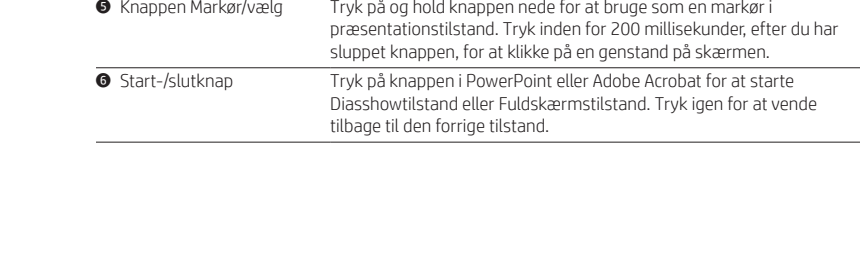 ❺ Knappen Markør/vælg Tryk på og hold knappen nede for at bruge som en markør i
præsentationstilstand. Tryk inden for 200 millisekunder, efter du har
sluppet knappen, for at klikke på en genstand på skærmen.
❻ Start-/slutknap Tryk på knappen i PowerPoint eller Adobe Acrobat for at starte
Diasshowtilstand eller Fuldskærmstilstand. Tryk igen for at vende
tilbage til den forrige tilstand.